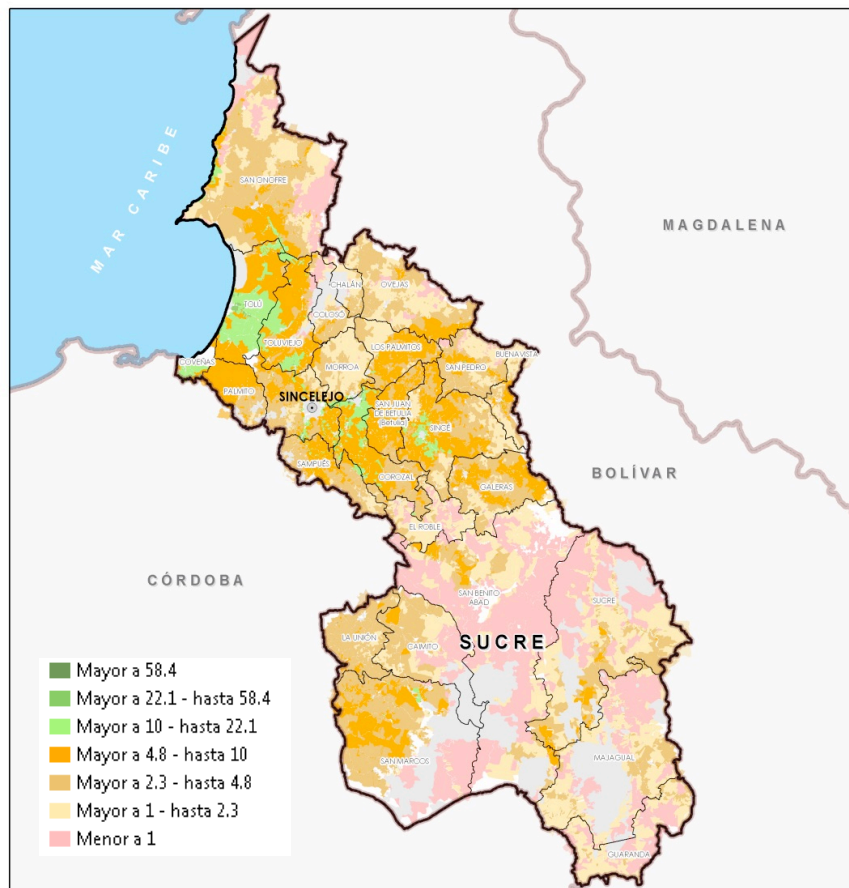 MAR CARIBE
MAGDALENA
BOLÍVAR
CÓRDOBA
SAN ONOFRE
CHALÁN
OVEJAS
COLOSÓ
TOLÚ
TOLUVIEJO
LOS PALMITOS
BUENAVISTA
COVEÑAS
MORROA
SAN PEDRO
PALMITO
SINCELEJO
SAN JUAN
DE BETULIA
(Betulia)
SINCÉ
SAMPUÉS
COROZAL
GALERAS
EL ROBLE
SAN BENITO
ABAD
SUCRE
LA UNIÓN
CAIMITO
SUCRE
SAN MARCOS
MAJAGUAL
GUARANDA
Mayor a 58.4
Mayor a 22.1 - hasta 58.4
Mayor a 10 - hasta 22.1
Mayor a 4.8 - hasta 10
Mayor a 2.3 - hasta 4.8
Mayor a 1 - hasta 2.3
Menor a 1